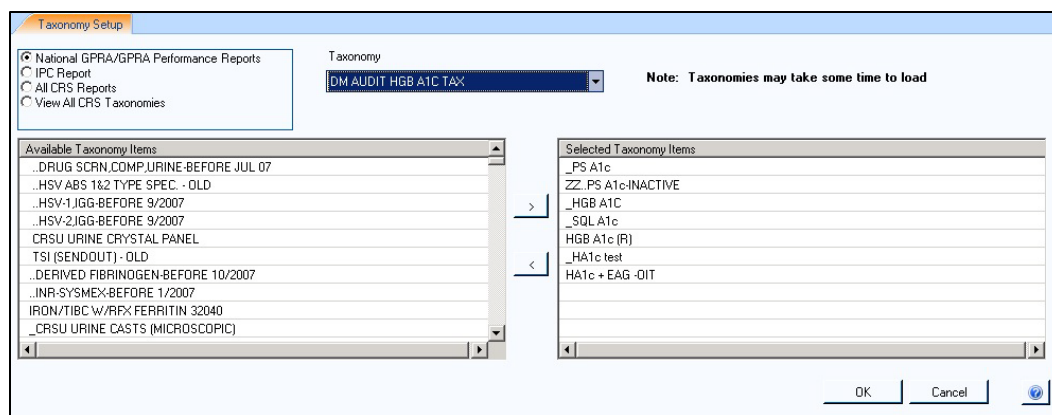 Taxonomy Setup
National GPRA/GPRA Performance Reports
IPC Report
All CRS Reports
View All CRS Taxonomies
Taxonomy
DM AUDIT HGB A1C TAX
Note: Taxonomies may take some time to load
Available Taxonomy Items
..DRUG SCRN,COMP,URINE-BEFORE JUL 07
..HSV ABS 1&2 TYPE SPEC. - OLD
..HSV-1,IGG-BEFORE 9/2007
..HSV-2,IGG-BEFORE 9/2007
CRSU URINE CRYSTAL PANEL
TSI (SENDOUT) - OLD
..DERIVED FIBRINOGEN-BEFORE 10/2007
..INR-SYSMEX-BEFORE 1/2007
IRON/TIBC W/RFX FERRITIN 32040
_CRSU URINE CASTS (MICROSCOPIC)
>
<
Selected Taxonomy Items
_PS A1c
ZZ..PS A1c-INACTIVE
_HGB A1C
_SQL A1c
HGB A1c (R)
_HA1c test
HA1c + EAG -OIT
OK
Cancel
?